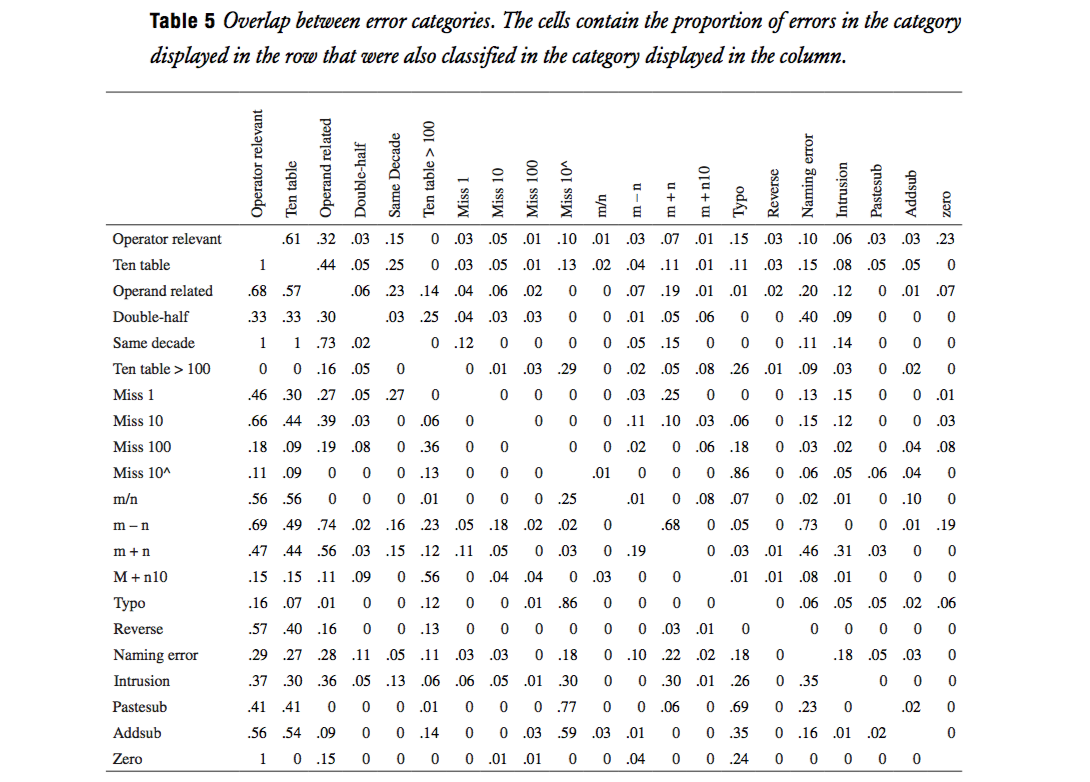 Table 5 Overlap between error categories. The cells contain the proportion of errors in the category
displayed in the row that were also classified in the category displayed in the column.
Operator relevant Ten table Operand related Double-half Same Decade Ten table > 100 Miss 1 Miss 10 Miss 100 Miss 10^ m/n m – n m + n m + n10 Typo Reverse Naming error Intrusion Pastesub Addsub zero
Operator relevant .61 .32 .03 .15 0 .03 .05 .01 .10 .01 .03 .07 .01 .15 .03 .10 .06 .03 .03 .23
Ten table 1 .44 .05 .25 0 .03 .05 .01 .13 .02 .04 .11 .01 .11 .03 .15 .08 .05 .05 0
Operand related .68 .57 .06 .23 .14 .04 .06 .02 0 0 .07 .19 .01 .01 .02 .20 .12 0 .01 .07
Double-half .33 .33 .30 .03 .25 .04 .03 .03 0 0 .01 .05 .06 0 0 .40 .09 0 0 0
Same decade 1 1 .73 .02 0 .12 0 0 0 0 .05 .15 0 0 0 .11 .14 0 0 0
Ten table > 100 0 0 .16 .05 0 0 .01 .03 .29 0 .02 .05 .08 .26 .01 .09 .03 0 .02 0
Miss 1 .46 .30 .27 .05 .27 0 0 0 0 0 .03 .25 0 0 0 .13 .15 0 0 .01
Miss 10 .66 .44 .39 .03 0 .06 0 0 0 0 .11 .10 .03 .06 0 .15 .12 0 0 .03
Miss 100 .18 .09 .19 .08 0 .36 0 0 0 0 .02 0 .06 .18 0 .03 .02 0 .04 .08
Miss 10^ .11 .09 0 0 0 .13 0 0 0 .01 0 0 0 .86 0 .06 .05 .06 .04 0
m/n .56 .56 0 0 0 .01 0 0 0 .25 .01 0 .08 .07 0 .02 .01 0 .10 0
m – n .69 .49 .74 .02 .16 .23 .05 .18 .02 .02 0 .68 0 .05 0 .73 0 0 .01 .19
m + n .47 .44 .56 .03 .15 .12 .11 .05 0 .03 0 .19 0 .03 .01 .46 .31 .03 0 0
M + n10 .15 .15 .11 .09 0 .56 0 .04 .04 0 .03 0 0 .01 .01 .08 .01 0 0 0
Typo .16 .07 .01 0 0 .12 0 0 .01 .86 0 0 0 0 0 .06 .05 .05 .02 .06
Reverse .57 .40 .16 0 0 .13 0 0 0 0 0 0 .03 .01 0 0 0 0 0 0
Naming error .29 .27 .28 .11 .05 .11 .03 .03 0 .18 0 .10 .22 .02 .18 0 .18 .05 .03 0
Intrusion .37 .30 .36 .05 .13 .06 .06 .05 .01 .30 0 0 .30 .01 .26 0 .35 0 0 0
Pastesub .41 .41 0 0 0 .01 0 0 0 .77 0 0 .06 0 .69 0 .23 0 .02 0
Addsub .56 .54 .09 0 0 .14 0 0 .03 .59 .03 .01 0 0 .35 0 .16 .01 .02 0
Zero 1 0 .15 0 0 0 0 .01 .01 0 0 .04 0 0 .24 0 0 0 0 0